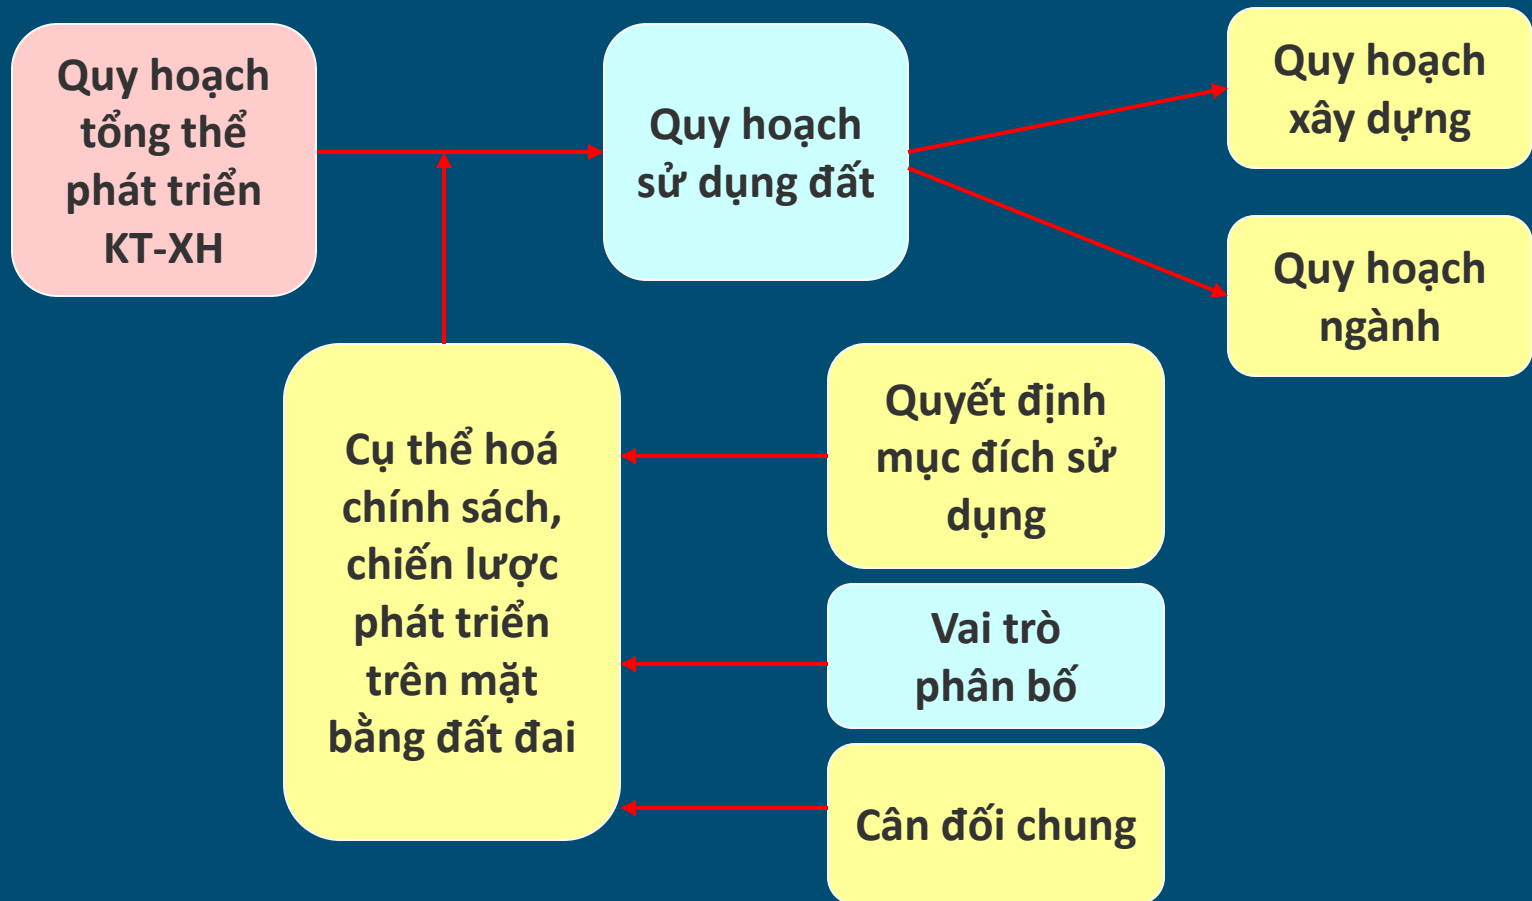 Quy hoạch
tổng thể
phát triển
KT-XH
Quy hoạch
sử dụng đất
Quy hoạch
xây dựng
Quy hoạch
ngành
Cụ thể hoá
chính sách,
chiến lược
phát triển
trên mặt
bằng đất đai
Quyết định
mục đích sử
dụng
Vai trò
phân bố
Cân đối chung